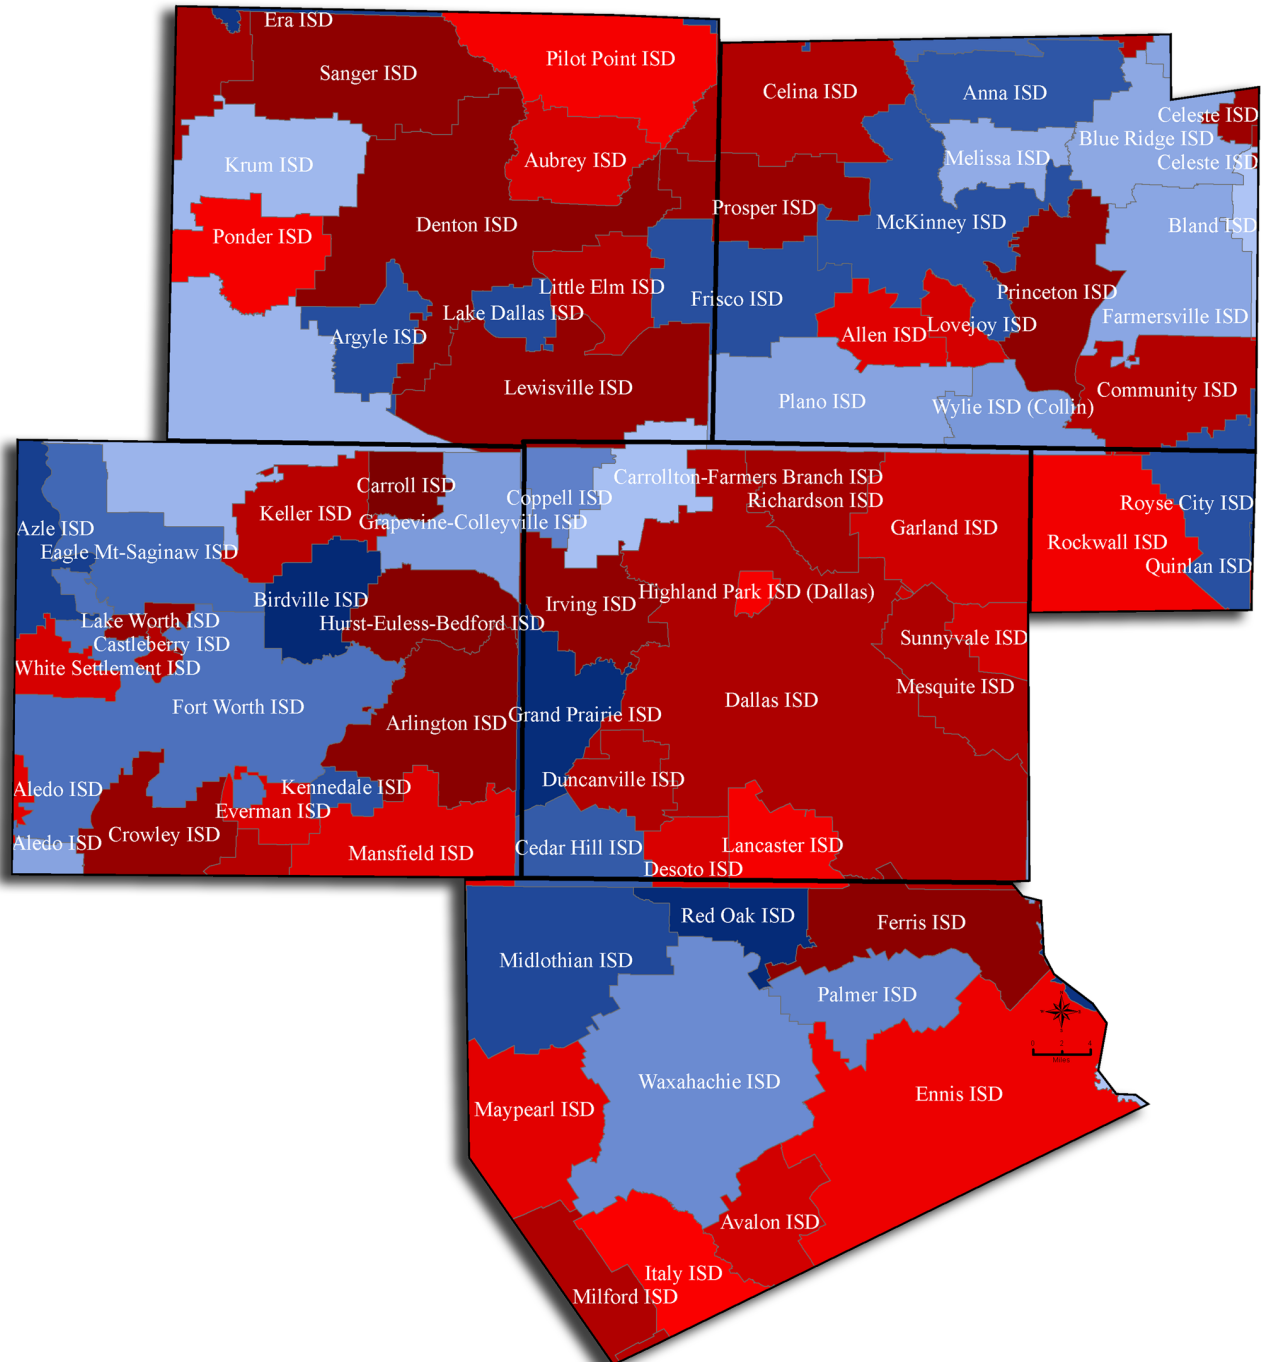 Era ISD
Pilot Point ISD
Sanger ISD
Celina ISD
Anna ISD
Celeste ISD
Blue Ridge ISD
Melissa ISD
Celeste ISD
Aubrey ISD
Krum ISD
Prosper ISD
McKinney ISD
Denton ISD
Bland ISD
Ponder ISD
Little Elm ISD
Princeton ISD
Frisco ISD
Lake Dallas ISD
Farmersville ISD
Lovejoy ISD
Allen ISD
Argyle ISD
Lewisville ISD
Community ISD
Plano ISD
Wylie ISD (Collin)
Carrollton-Farmers Branch ISD
Carroll ISD
Coppell ISD
Richardson ISD
Royse City ISD
Keller ISD
Grapevine-Colleyville ISD
Azle ISD
Garland ISD
Rockwall ISD
Eagle Mt-Saginaw ISD
Quinlan ISD
Highland Park ISD (Dallas)
Birdville ISD
Irving ISD
Lake Worth ISD
Hurst-Euless-Bedford ISD
Sunnyvale ISD
Castleberry ISD
White Settlement ISD
Mesquite ISD
Dallas ISD
Fort Worth ISD
Grand Prairie ISD
Arlington ISD
Duncanville ISD
Kennedale ISD
Aledo ISD
Everman ISD
Crowley ISD
Aledo ISD
Lancaster ISD
Cedar Hill ISD
Mansfield ISD
Desoto ISD
Red Oak ISD
Ferris ISD
Midlothian ISD
Palmer ISD
0 2 4
Miles
Waxahachie ISD
Ennis ISD
Maypearl ISD
Avalon ISD
Italy ISD
Milford ISD